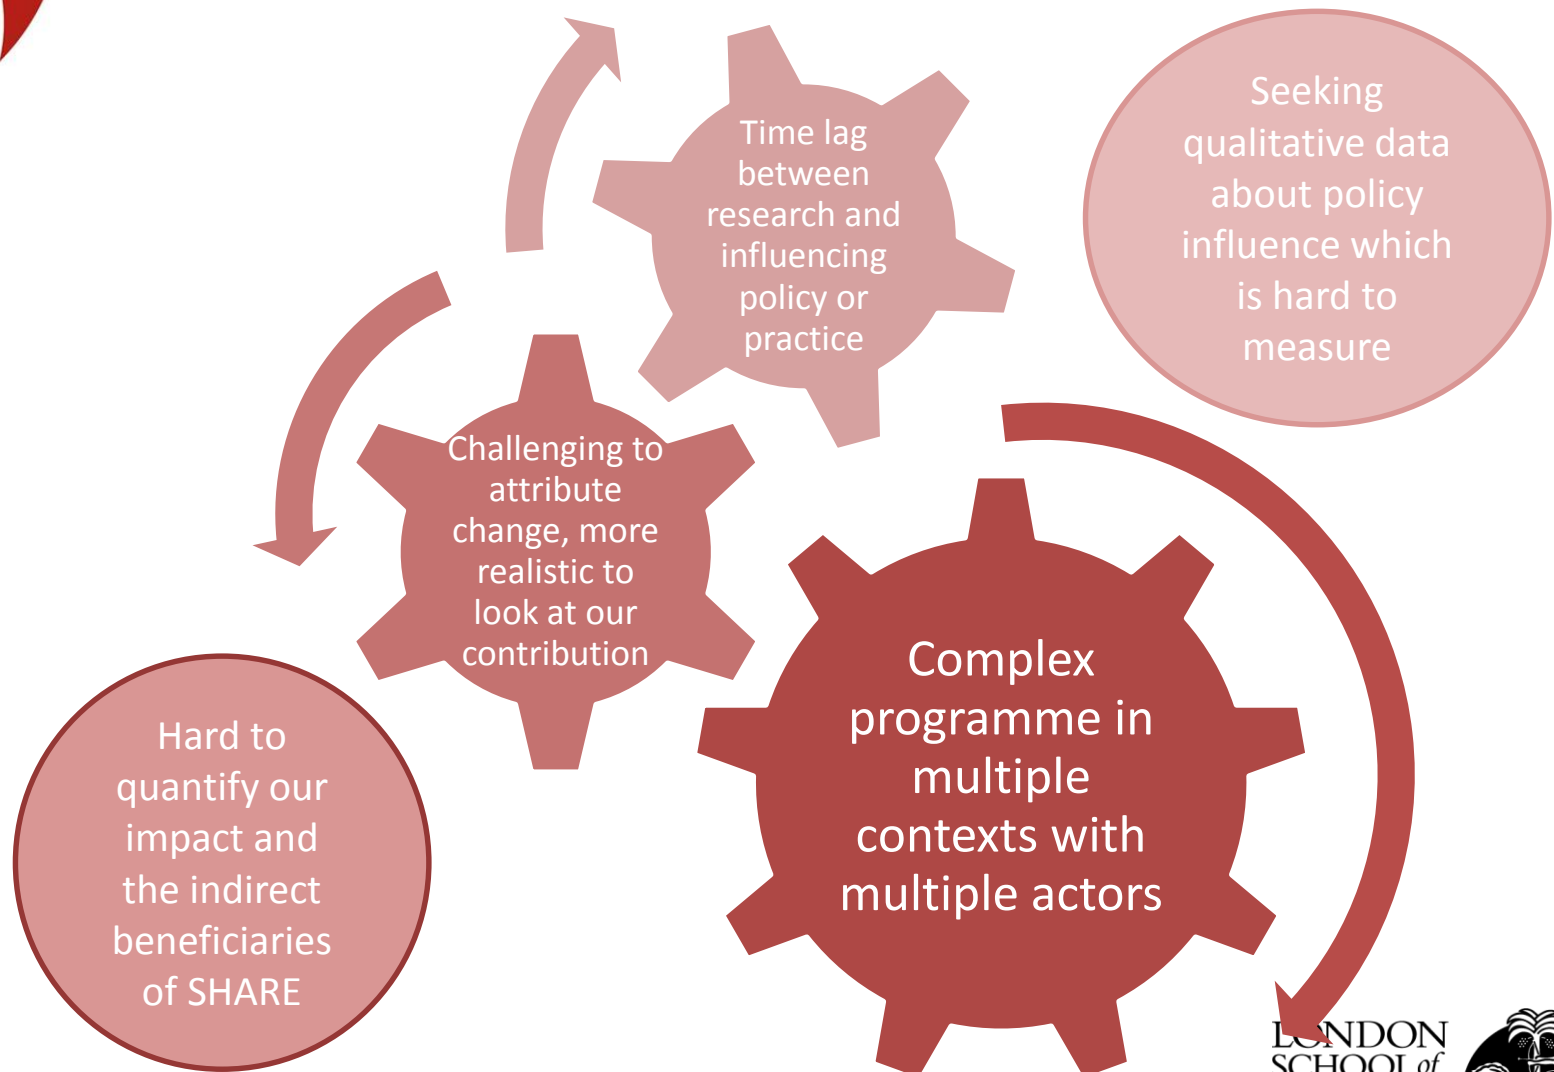 Time lag
between
research and
influencing
policy or
practice
Seeking
qualitative data
about policy
influence which
is hard to
measure
Challenging to
attribute
change, more
realistic to
look at our
contribution
Complex
programme in
multiple
contexts with
multiple actors
Hard to
quantify our
impact and
the indirect
beneficiaries
of SHARE
LONDON
SCHOOL of